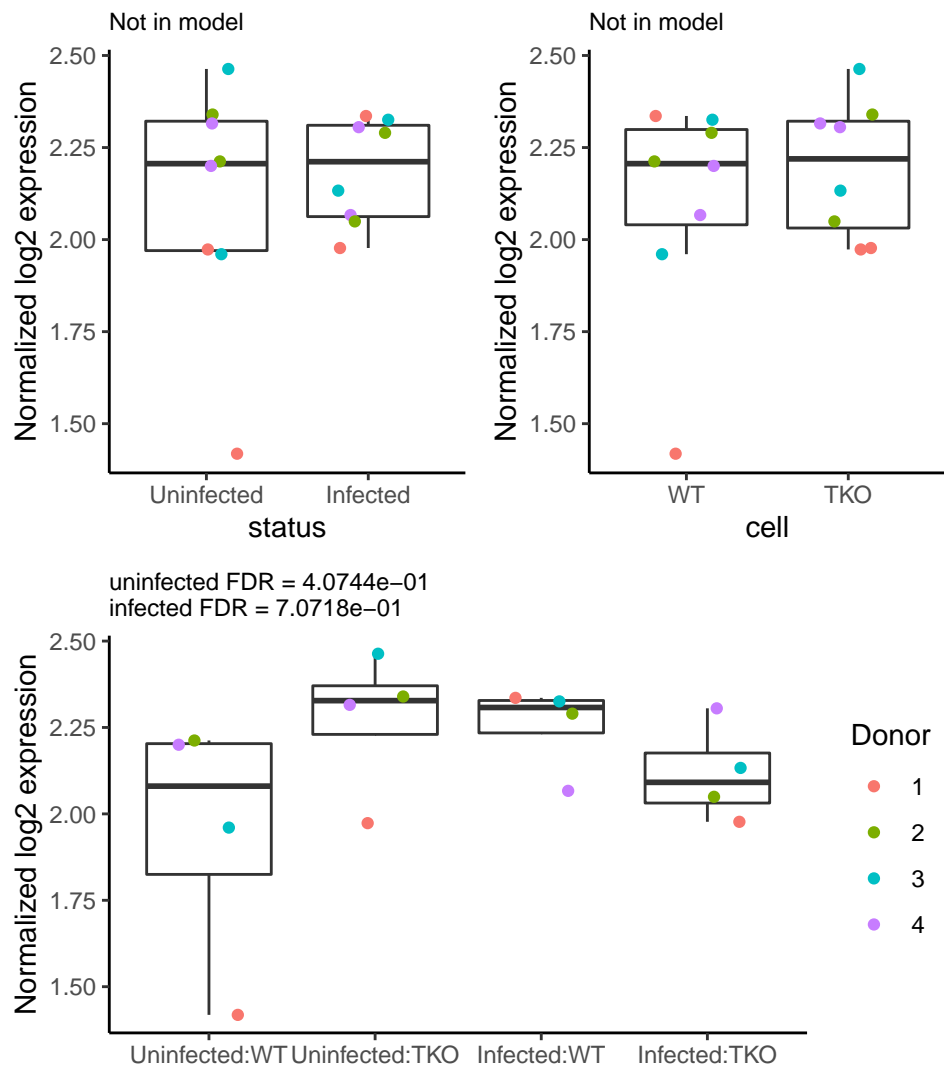 Not in model
Normalized log2 expression
2.50
2.25
2.00
1.75
1.50
Uninfected
Infected
status
Not in model
Normalized log2 expression
2.50
2.25
2.00
1.75
1.50
WT
TKO
cell
uninfected FDR = 4.0744e−01
infected FDR = 7.0718e−01
Normalized log2 expression
2.50
2.25
2.00
1.75
1.50
Uninfected:WT
Uninfected:TKO
Infected:WT
Infected:TKO
Donor
1
2
3
4